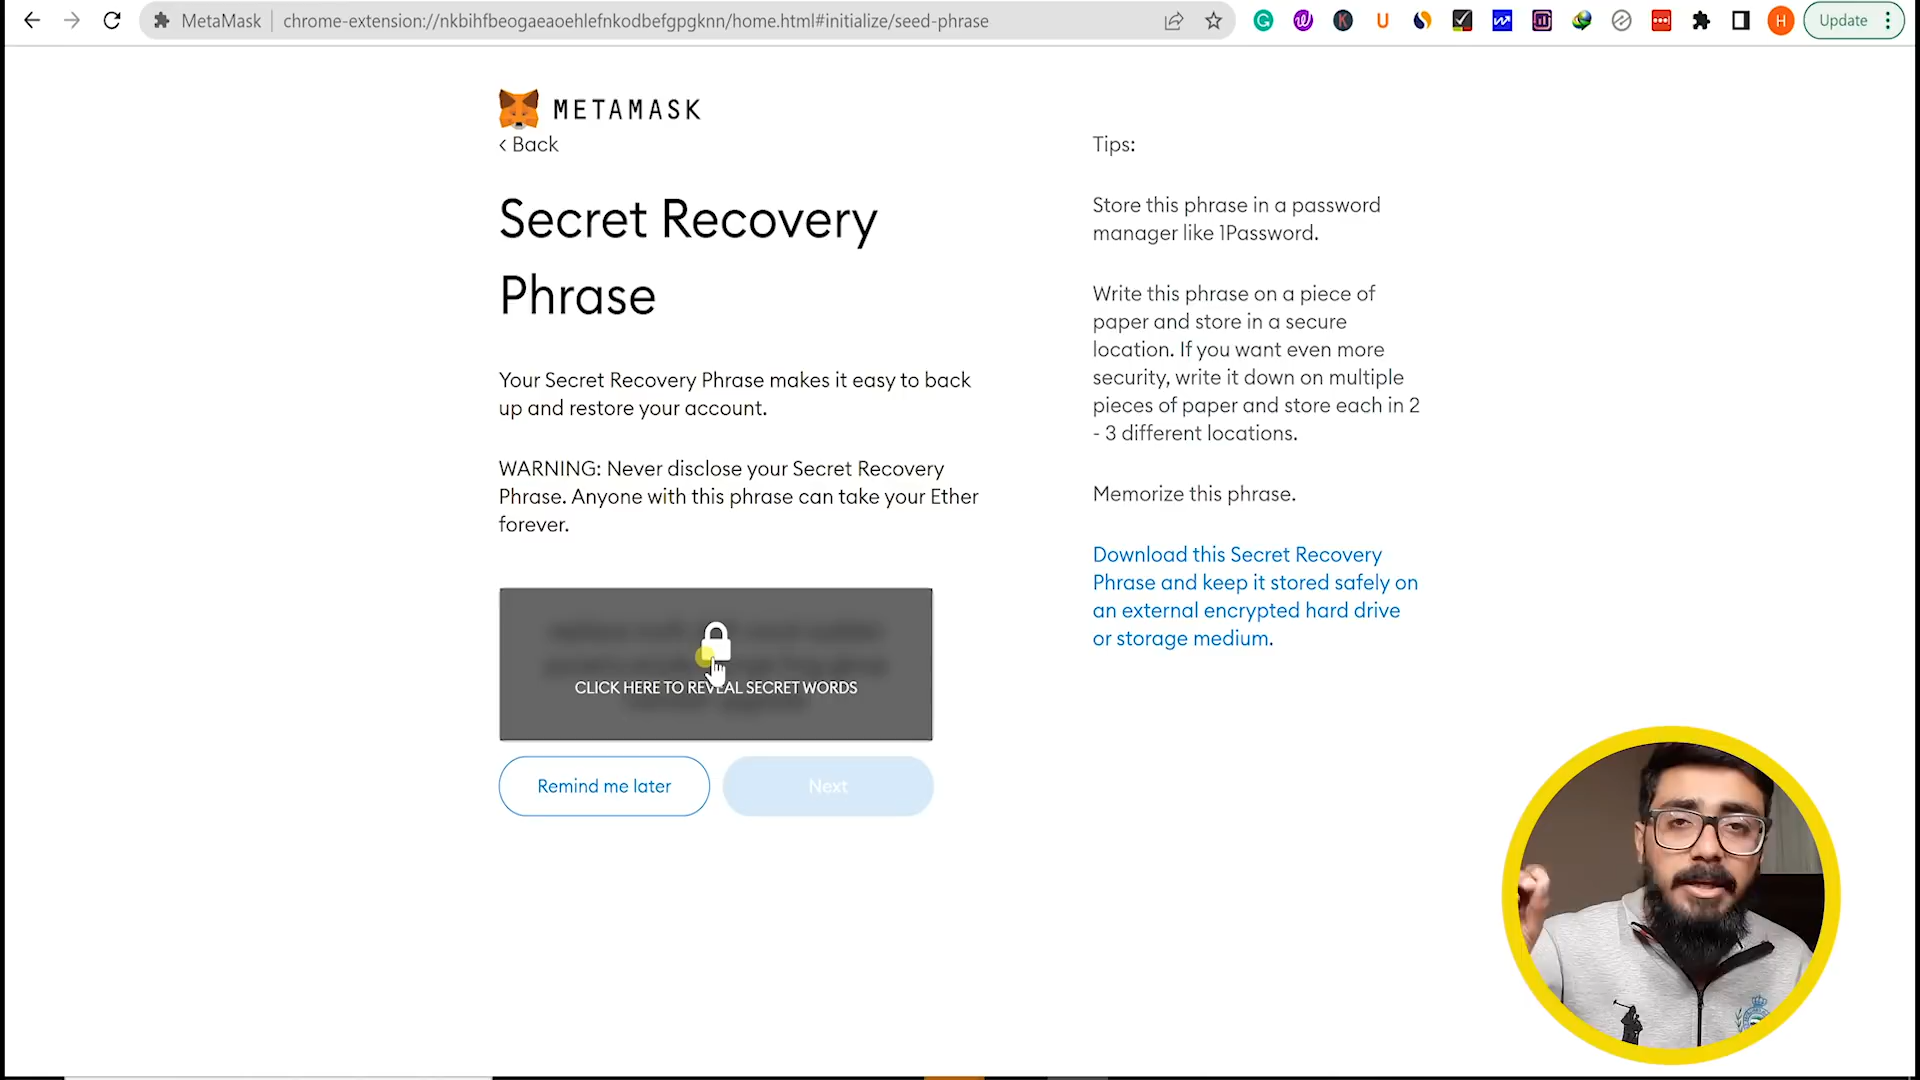 MetaMask
chrome-extension://nkbihfbeogaeaoehlefnkodbefgpgknn/home.html#initialize/seed-phrase
Update
METAMASK
< Back
Secret Recovery
Phrase
Your Secret Recovery Phrase makes it easy to back
up and restore your account.
WARNING: Never disclose your Secret Recovery
Phrase. Anyone with this phrase can take your Ether
forever.
CLICK HERE TO REVEAL SECRET WORDS
Remind me later
Next
Tips:
Store this phrase in a password
manager like 1Password.
Write this phrase on a piece of
paper and store in a secure
location. If you want even more
security, write it down on multiple
pieces of paper and store each in 2
- 3 different locations.
Memorize this phrase.
Download this Secret Recovery
Phrase and keep it stored safely on
an external encrypted hard drive
or storage medium.